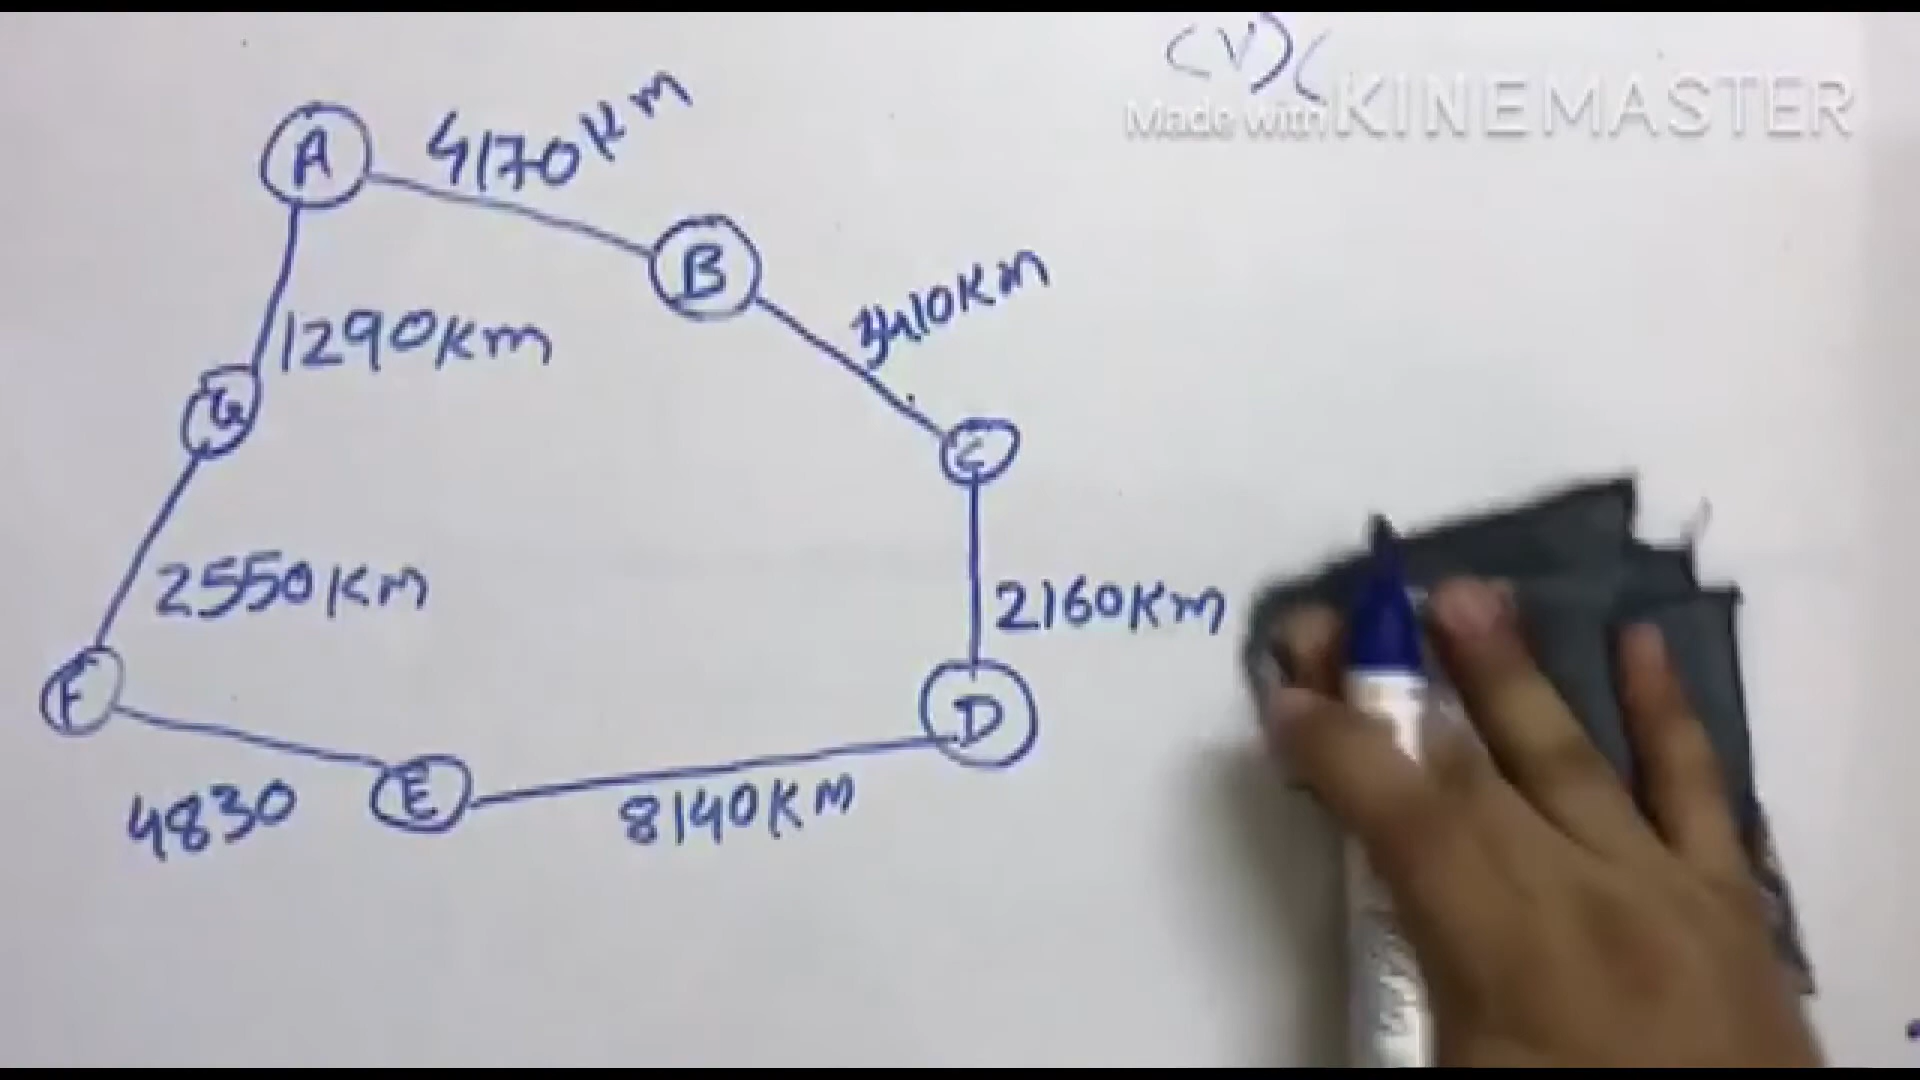 (V)(
Made with KINEMASTER
A
4170Km
B
3410Km
1290Km
G
C
2550Km
2160Km
F
D
E
4830
8140KM